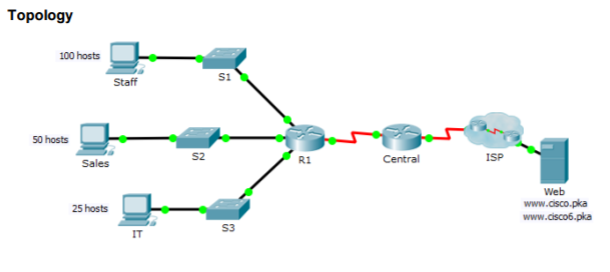 Topology
100 hosts
Staff
S1
50 hosts
Sales
S2
R1
Central
ISP
Web
www.cisco.pka
www.cisco6.pka
25 hosts
IT
S3